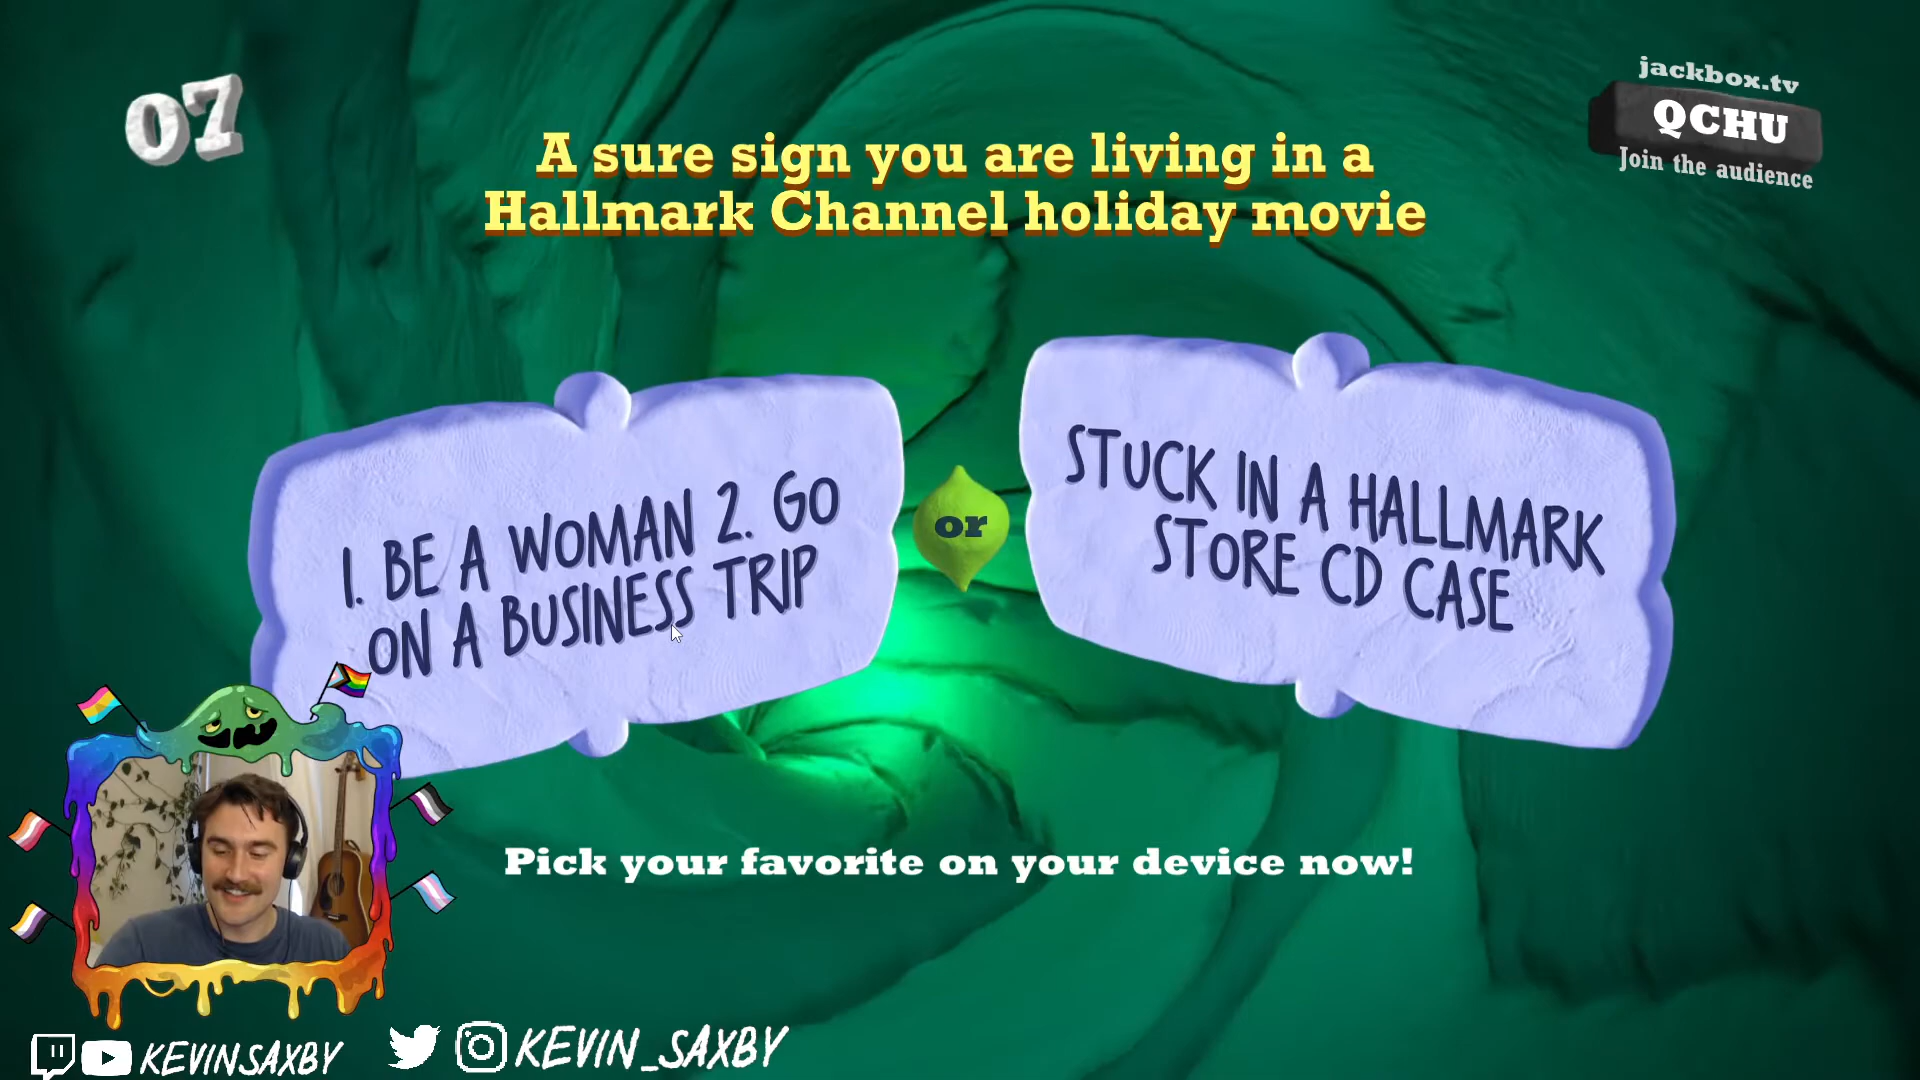 07
jackbox.tv
QCHU
Join the audience
A sure sign you are living in a
Hallmark Channel holiday movie
1. BE A WOMAN 2. GO
ON A BUSINESS TRIP
or
STUCK IN A HALLMARK
STORE CD CASE
Pick your favorite on your device now!
KEVINSAXBY
KEVIN_SAXBY